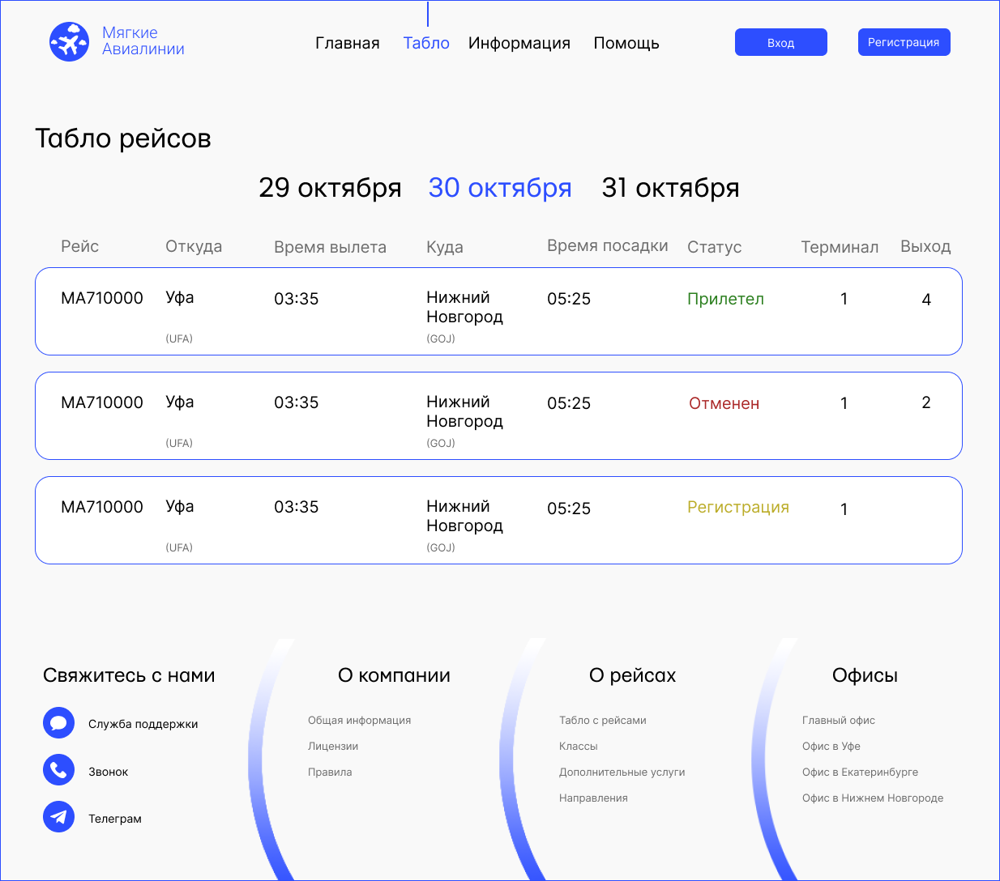 Мягкие
Авиалинии
Главная Табло Информация Помощь Вход Регистрация
Табло рейсов
29 октября 30 октября 31 октября
Рейс Откуда Время вылета Куда Время посадки Статус Терминал Выход
МА710000 Уфа 03:35 Нижний 05:25 Прилетел 1 4
Новгород
(UFA) (GOJ)
МА710000 Уфа 03:35 Нижний 05:25 Отменен 1 2
Новгород
(UFA) (GOJ)
МА710000 Уфа 03:35 Нижний 05:25 Регистрация 1
Новгород
(UFA) (GOJ)
Свяжитесь с нами
Служба поддержки
Звонок
Телеграм
О компании
Общая информация
Лицензии
Правила
О рейсах
Табло с рейсами
Классы
Дополнительные услуги
Направления
Офисы
Главный офис
Офис в Уфе
Офис в Екатеринбурге
Офис в Нижнем Новгороде